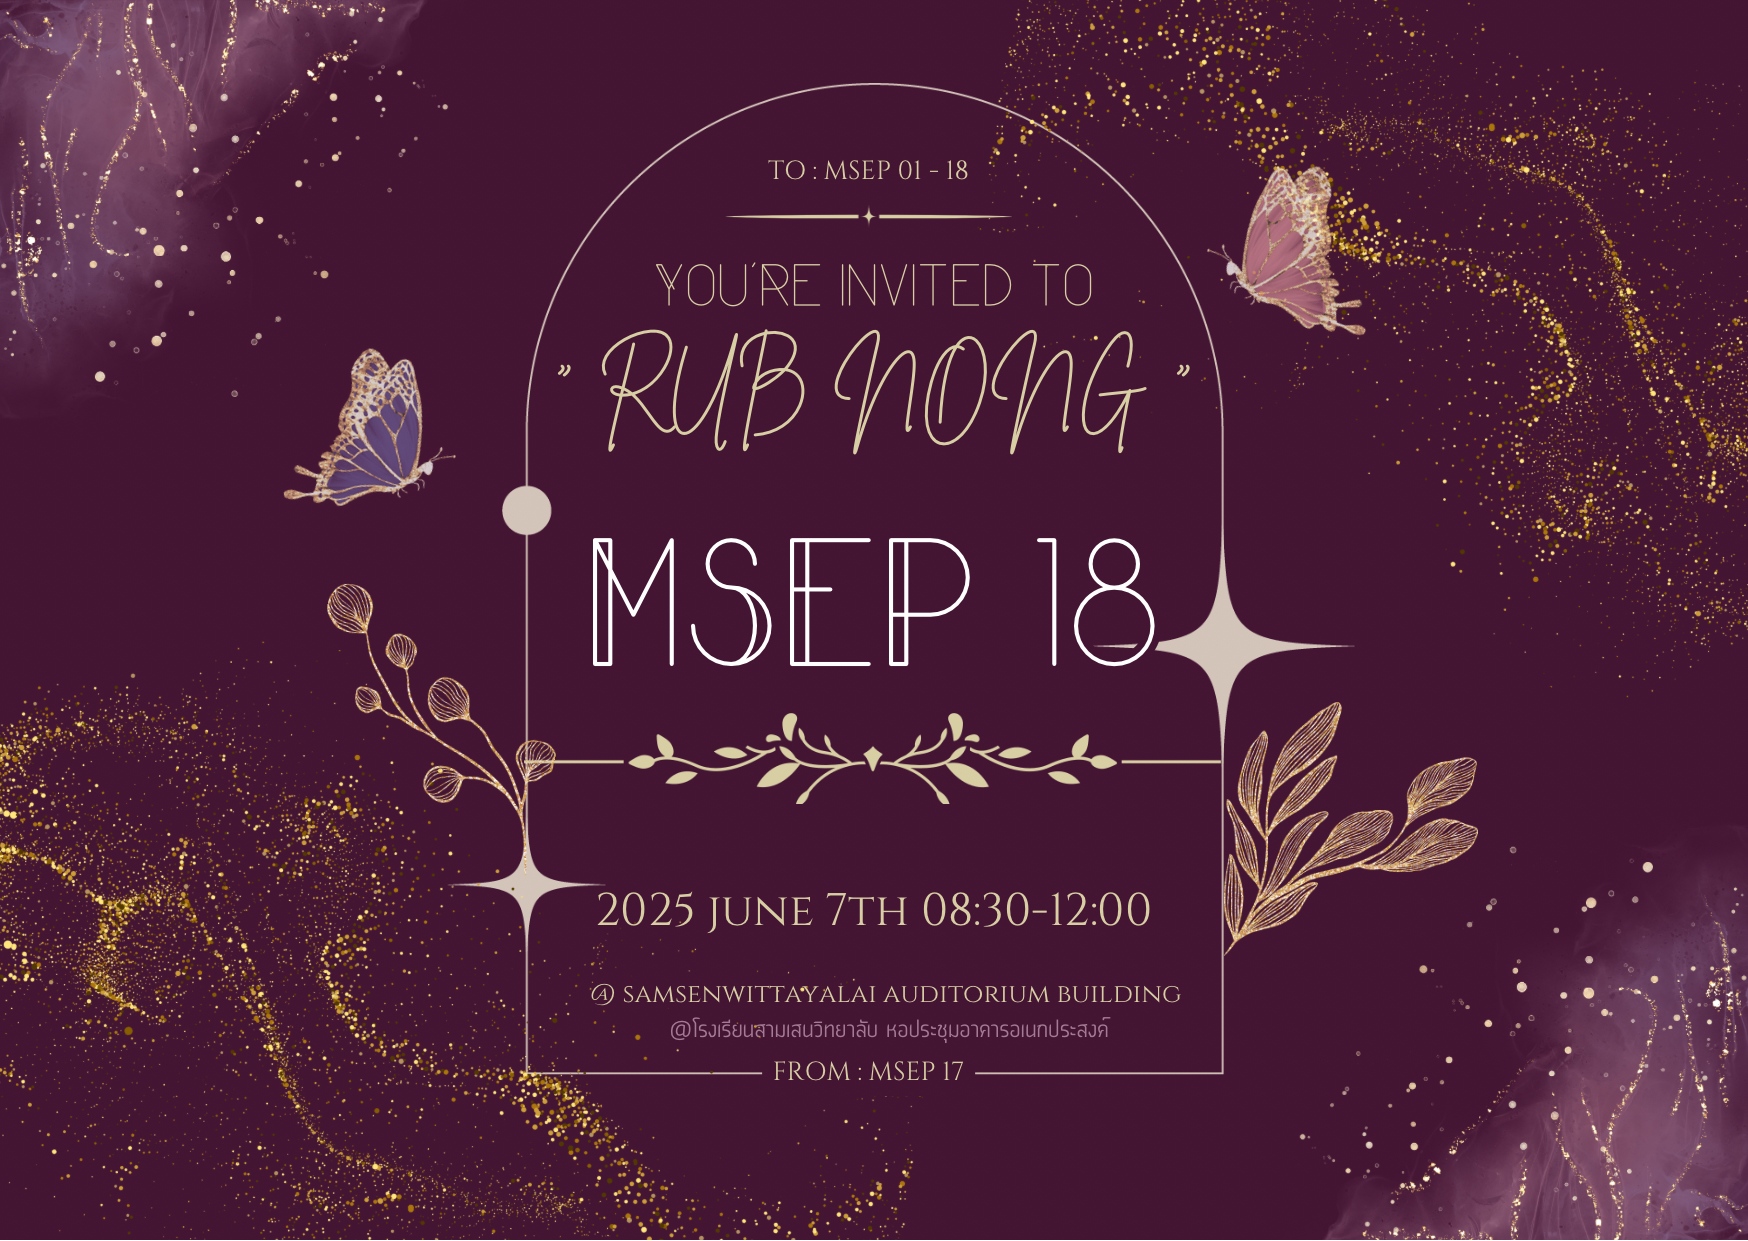 TO : MSEP 01 - 18
YOU'RE INVITED TO
" RUB NONG "
MSEP 18
2025 JUNE 7TH 08:30-12:00
@ SAMSENWITTAYALAI AUDITORIUM BUILDING
@โรงเรียนสามเสนวิทยาลัย หอประชุมอาคารอเนกประสงค์
FROM : MSEP 17